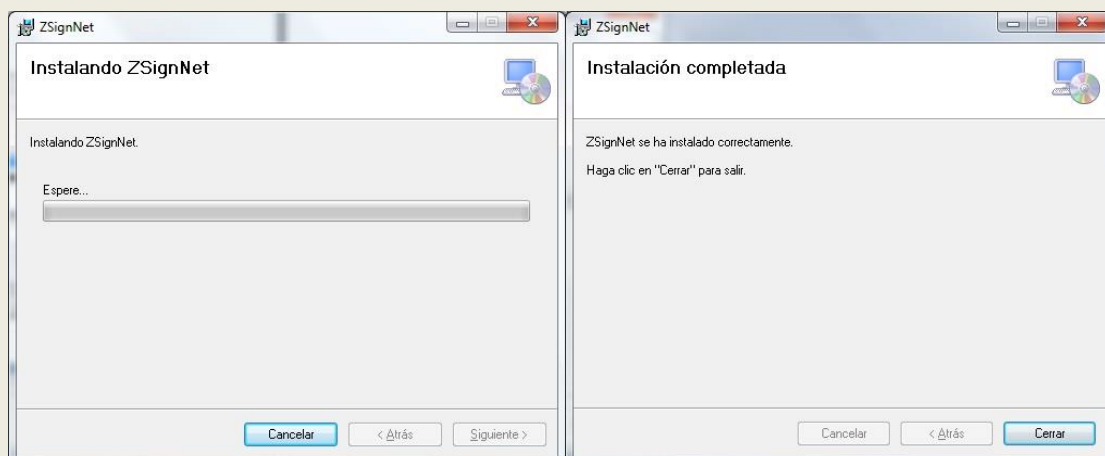 ZSignNet
Instalando ZSignNet
Instalando ZSignNet.
Espere...
Cancelar
< Atrás
Siguiente >
ZSignNet
Instalación completada
ZSignNet se ha instalado correctamente.
Haga clic en "Cerrar" para salir.
Cancelar
< Atrás
Cerrar